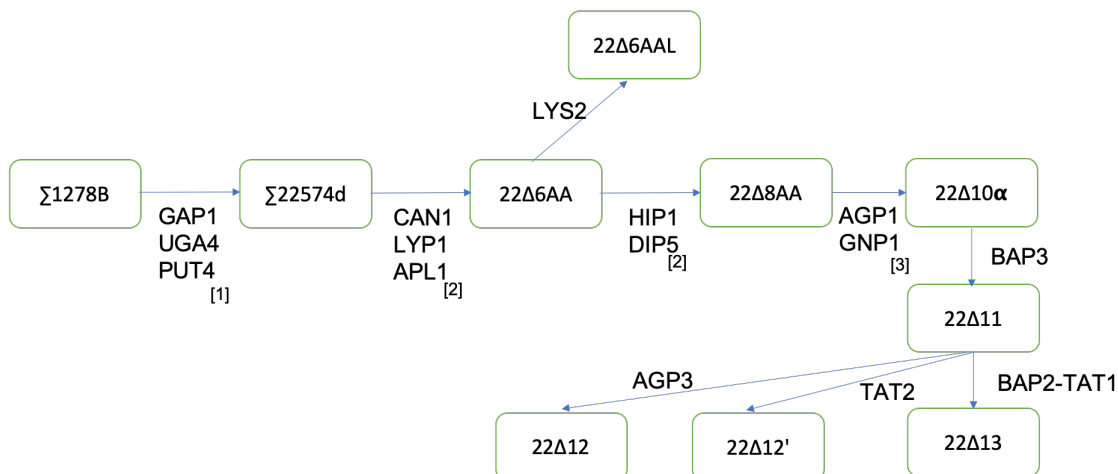 22Δ6AAL
LYS2
∑1278B
∑22574d
22Δ6AA
22Δ8AA
22Δ10α
GAP1
UGA4
PUT4
[1]
CAN1
LYP1
APL1
[2]
HIP1
DIP5
[2]
AGP1
GNP1
[3]
BAP3
22Δ11
AGP3
TAT2
BAP2-TAT1
22Δ12
22Δ12'
22Δ13